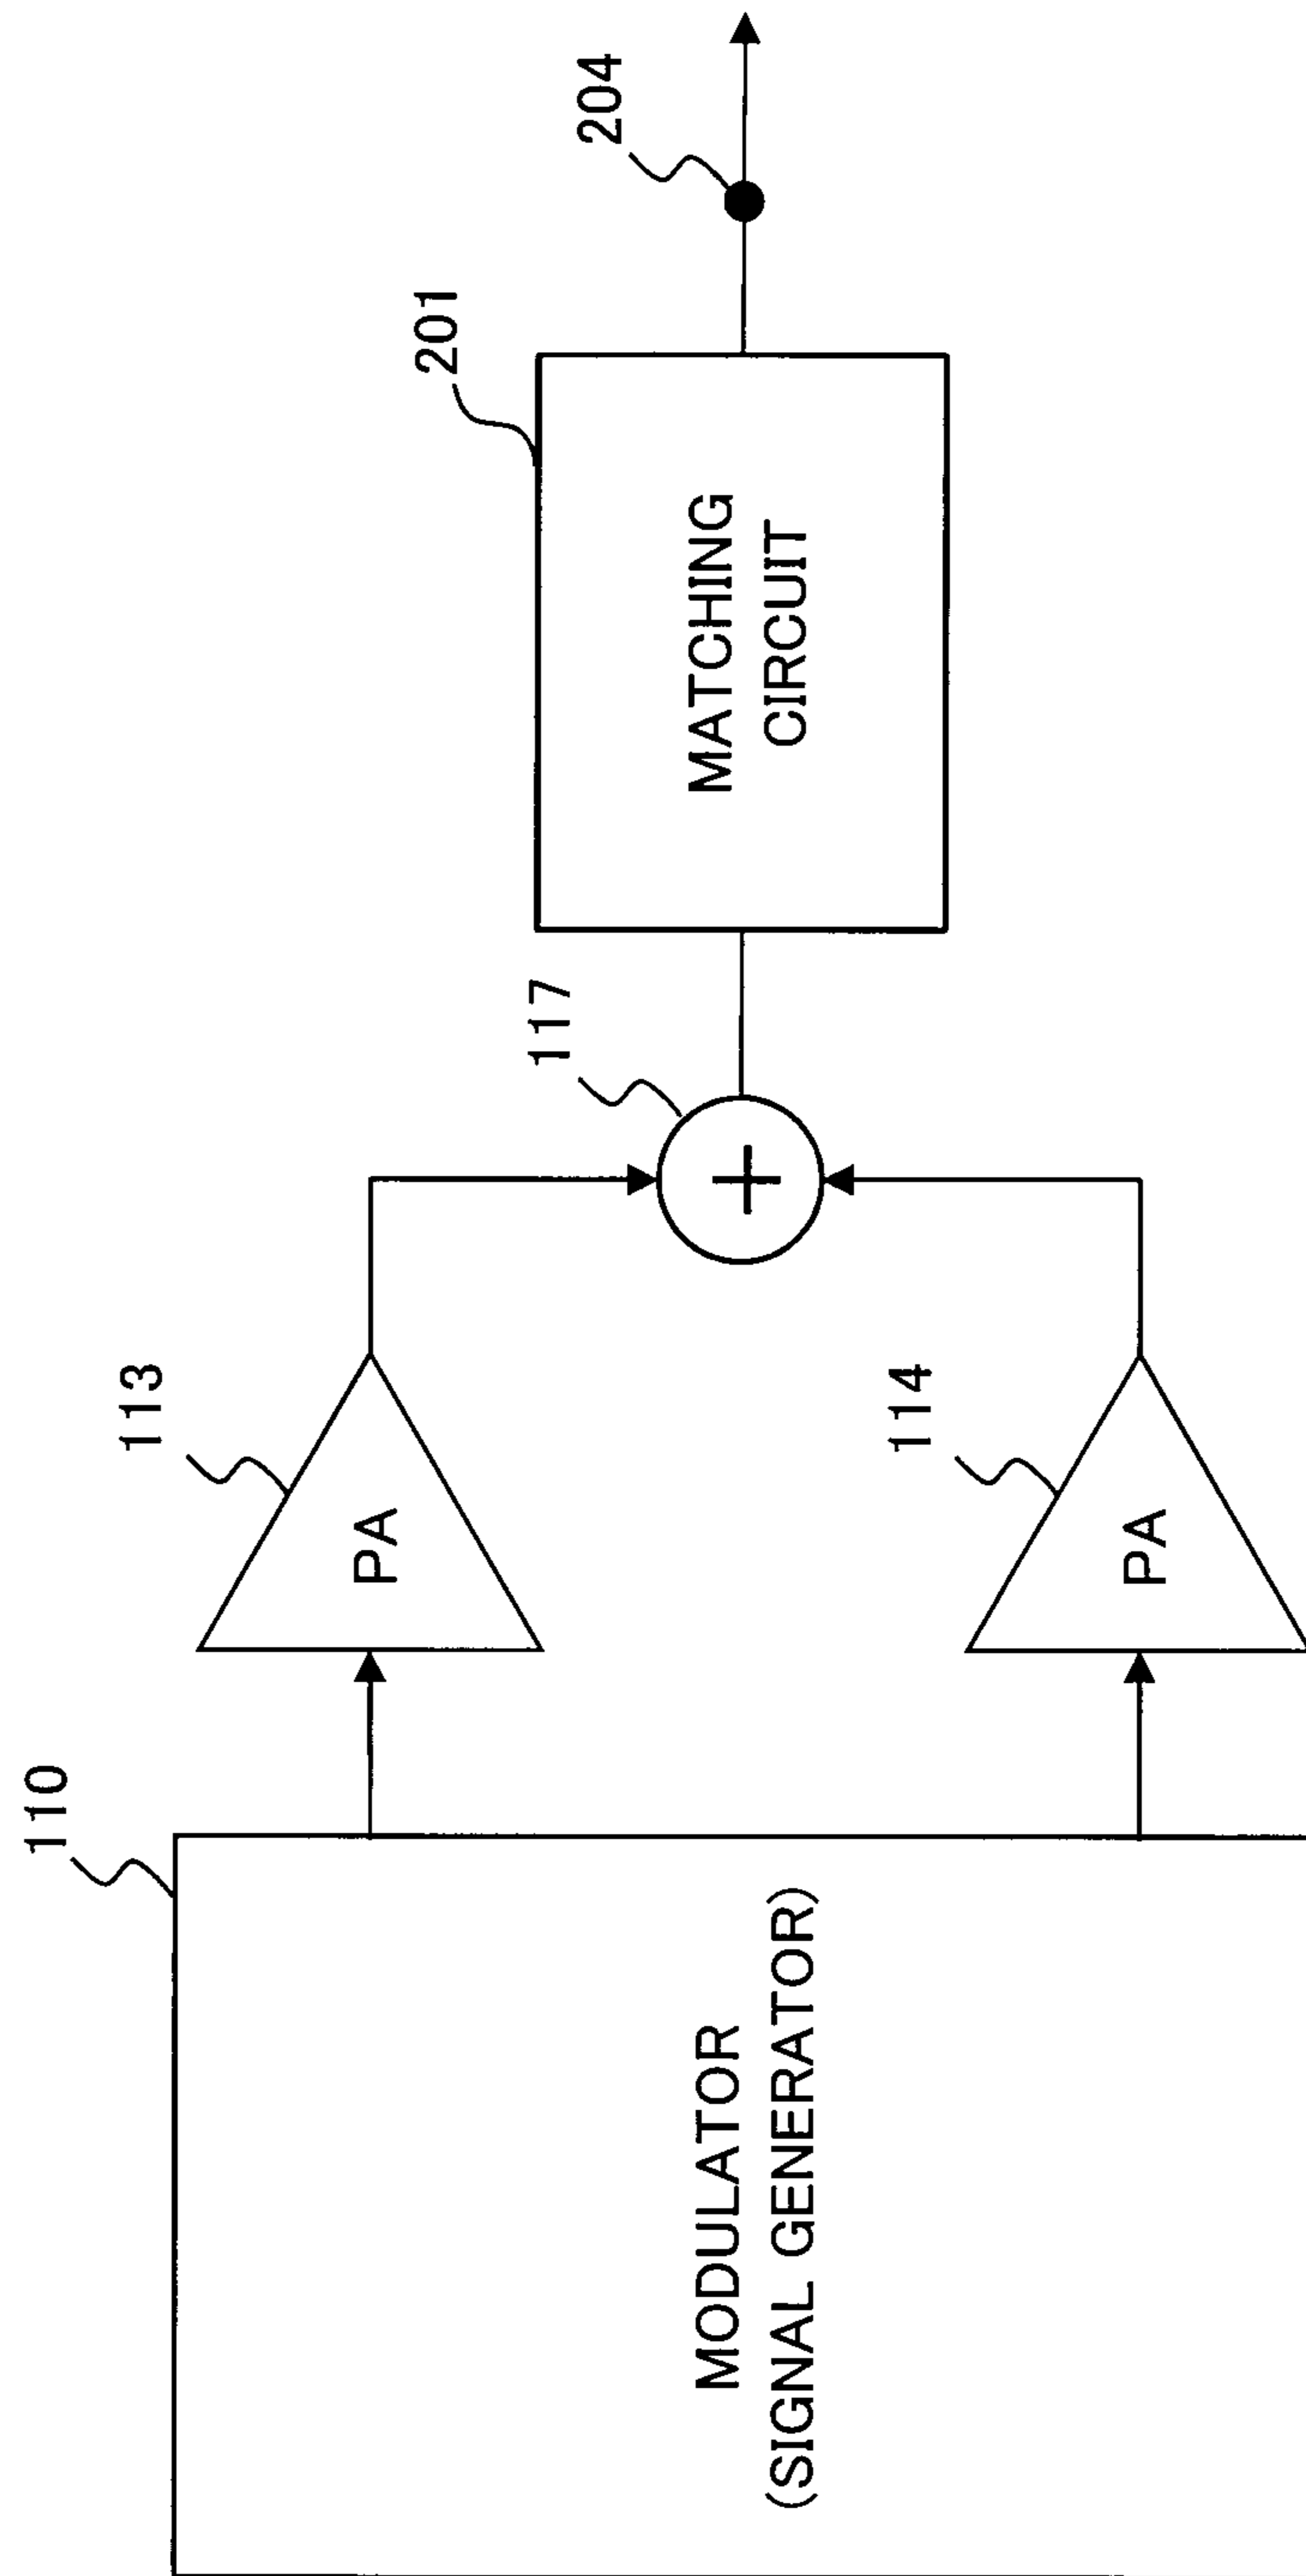 110
MODULATOR
(SIGNAL GENERATOR)
113
PA
114
PA
117
201
MATCHING
CIRCUIT
204